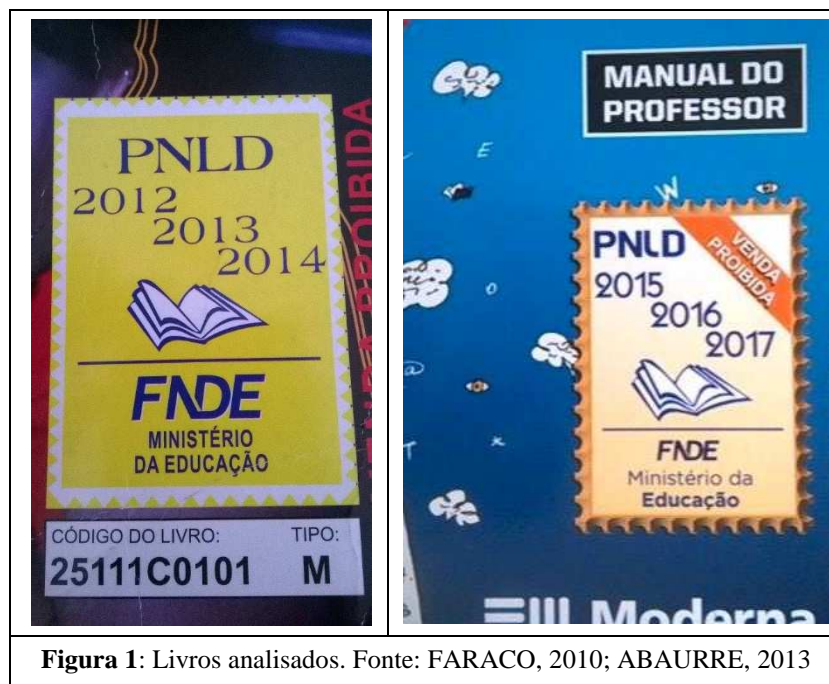 PNLD
2012
2013
2014
FNDE
MINISTÉRIO
DA EDUCAÇÃO
CÓDIGO DO LIVRO: TIPO:
25111C0101 M
PROIBIDA
MANUAL DO
PROFESSOR
E
W
O
@
T
PNLD
VENDA
PROIBIDA
2015
2016
2017
FNDE
Ministério da
Educação
Moderna
Figura 1: Livros analisados. Fonte: FARACO, 2010; ABAURRE, 2013